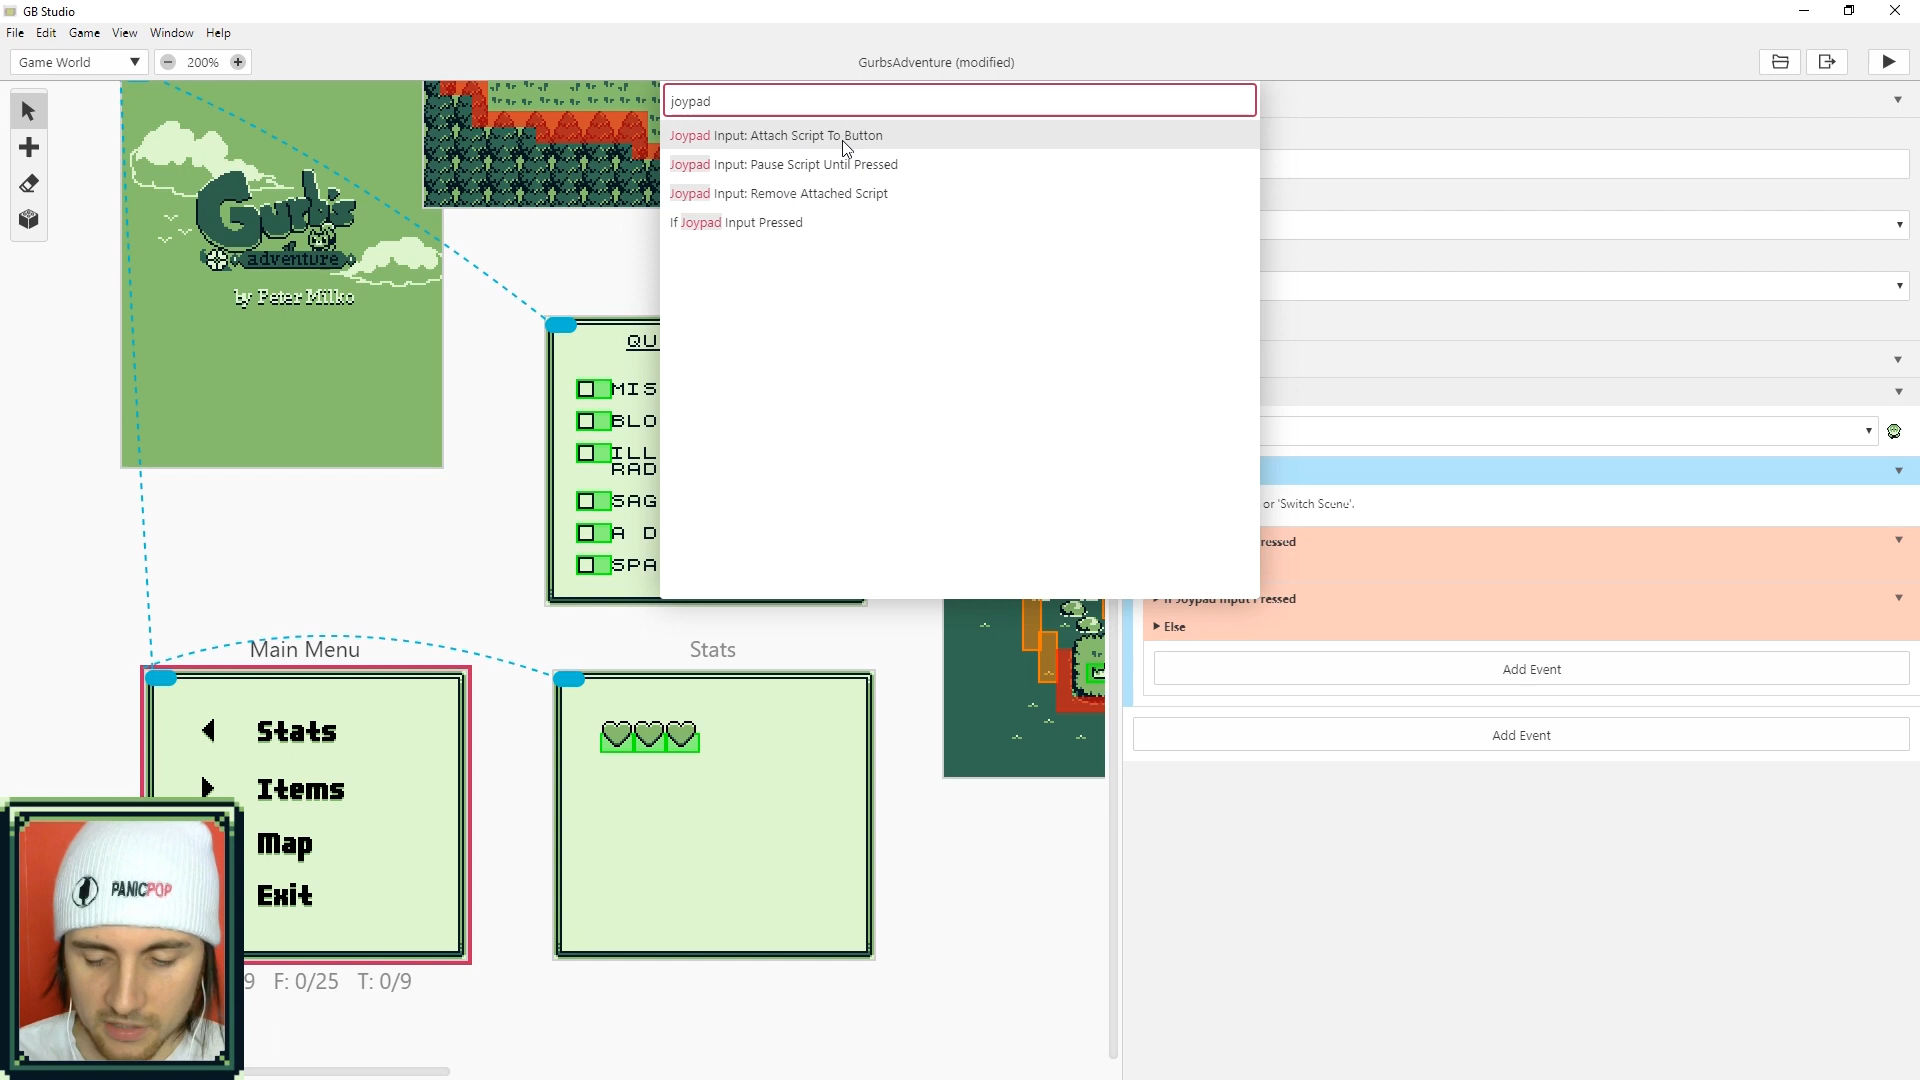 GB Studio
File Edit Game View Window Help
Game World
200%
GurbsAdventure (modified)
joypad
Joypad Input: Attach Script To Button
Joypad Input: Pause Script Until Pressed
Joypad Input: Remove Attached Script
If Joypad Input Pressed
Gurb's
adventure
by Peter Milko
QU
MIS
BLO
ILL
RAD
SAG
A D
SPA
or 'Switch Scene'.
ressed
If Joypad Input Pressed
Else
Add Event
Add Event
Main Menu
Stats
Stats
Items
Map
Exit
PANICPOP
9 F: 0/25 T: 0/9